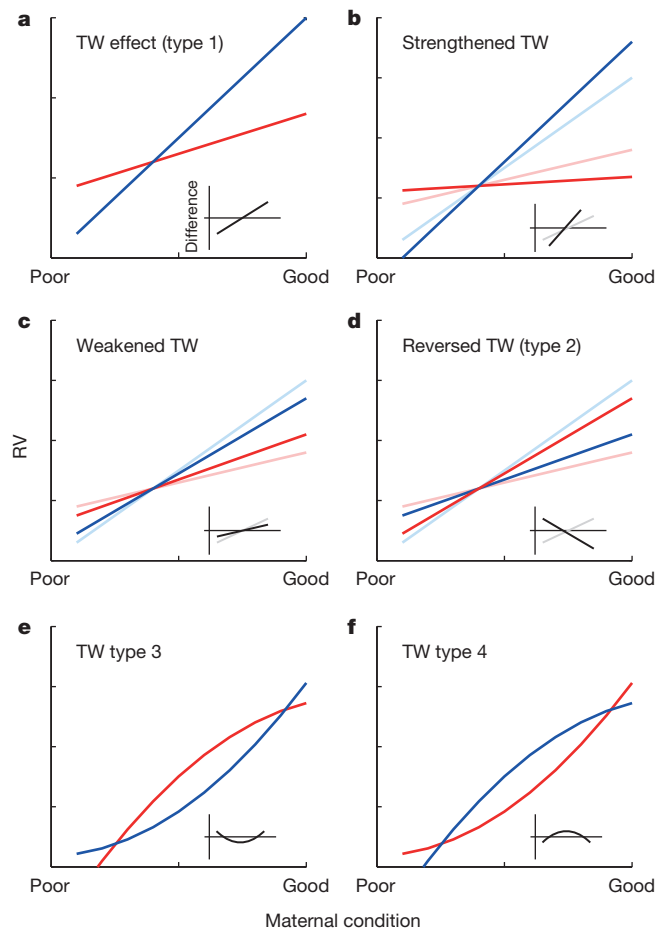 a
TW effect (type 1)
Difference
Poor
Good
b
Strengthened TW
Poor
Good
c
Weakened TW
RV
Poor
Good
d
Reversed TW (type 2)
Poor
Good
e
TW type 3
Poor
Good
f
TW type 4
Poor
Good
Maternal condition